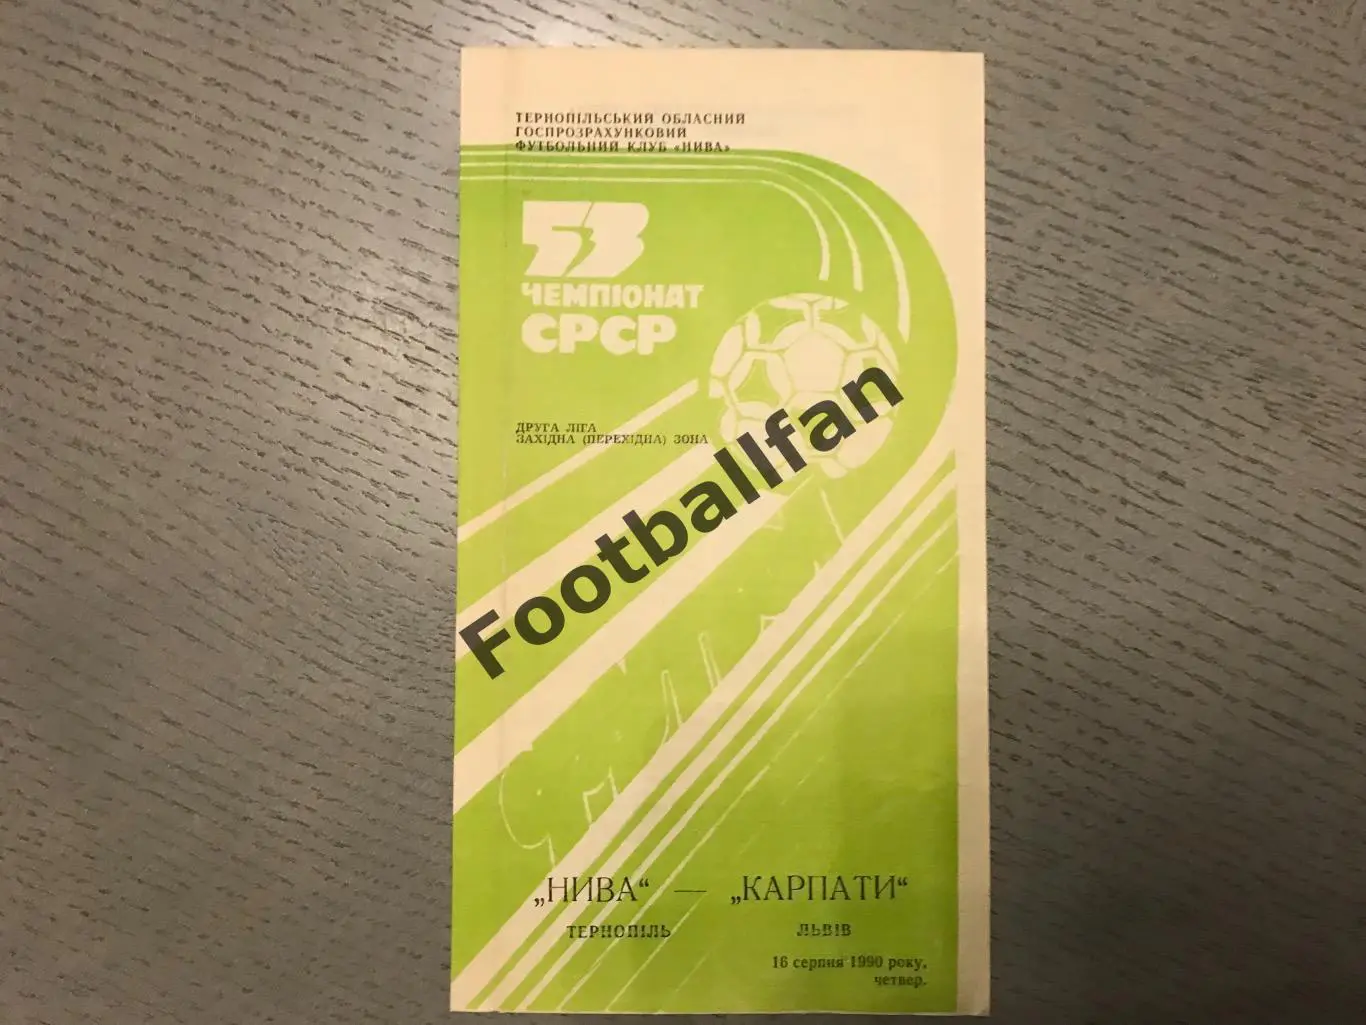 ТЕРНОПІЛЬСЬКИЙ ОБЛАСНИЙ
ГОСПРОЗРАХУНКОВИЙ
ФУТБОЛЬНИЙ КЛУБ «НИВА»
53
ЧЕМПІОНАТ
СРСР
ДРУГА ЛІГА
ЗАХІДНА (ПЕРЕХІДНА) ЗОНА
Footballfan
„НИВА“ — „КАРПАТИ“
ТЕРНОПІЛЬ ЛЬВІВ
16 серпня 1990 року,
четвер.